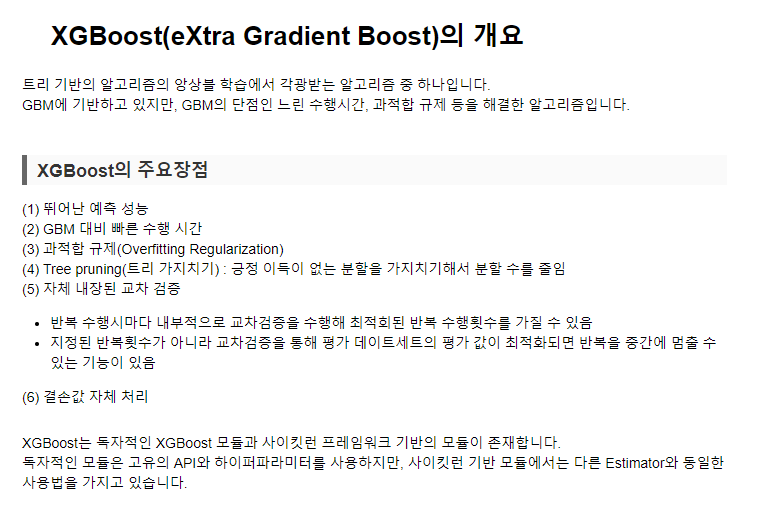 XGBoost(eXtra Gradient Boost)의 개요
트리 기반의 알고리즘의 앙상블 학습에서 각광받는 알고리즘 중 하나입니다.
GBM에 기반하고 있지만, GBM의 단점인 느린 수행시간, 과적합 규제 등을 해결한 알고리즘입니다.
XGBoost의 주요장점
(1) 뛰어난 예측 성능
(2) GBM 대비 빠른 수행 시간
(3) 과적합 규제(Overfitting Regularization)
(4) Tree pruning(트리 가지치기) : 긍정 이득이 없는 분할을 가지치기해서 분할 수를 줄임
(5) 자체 내장된 교차 검증
• 반복 수행시마다 내부적으로 교차검증을 수행해 최적회된 반복 수행횟수를 가질 수 있음
• 지정된 반복횟수가 아니라 교차검증을 통해 평가 데이트세트의 평가 값이 최적화되면 반복을 중간에 멈출 수
있는 기능이 있음
(6) 결손값 자체 처리
XGBoost는 독자적인 XGBoost 모듈과 사이킷런 프레임워크 기반의 모듈이 존재합니다.
독자적인 모듈은 고유의 API와 하이퍼파라미터를 사용하지만, 사이킷런 기반 모듈에서는 다른 Estimator와 동일한
사용법을 가지고 있습니다.